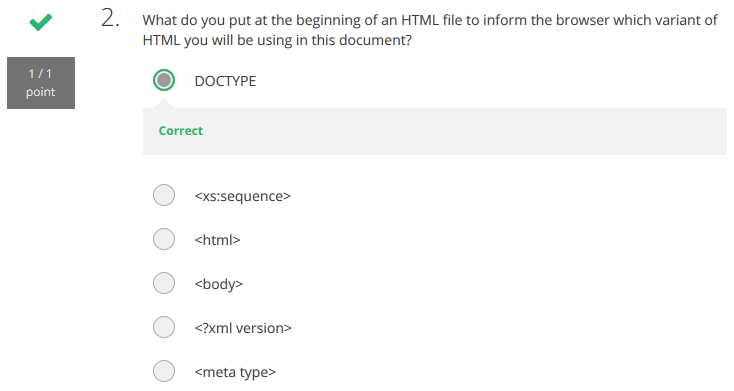 2. What do you put at the beginning of an HTML file to inform the browser which variant of
HTML you will be using in this document?
1 / 1
point
DOCTYPE
Correct
<xs:sequence>
<html>
<body>
<?xml version>
<meta type>